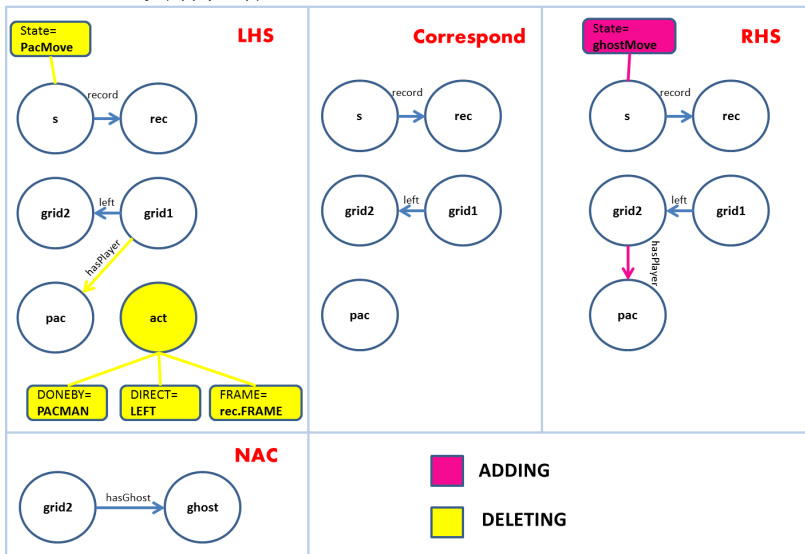 LHS
State=
PacMove
record
s
rec
left
grid2
grid1
hasPlayer
pac
act
DONEBY=
PACMAN
DIRECT=
LEFT
FRAME=
rec.FRAME
Correspond
record
s
rec
left
grid2
grid1
pac
RHS
State=
ghostMove
record
s
rec
left
grid2
grid1
hasPlayer
pac
NAC
hasGhost
grid2
ghost
ADDING
DELETING